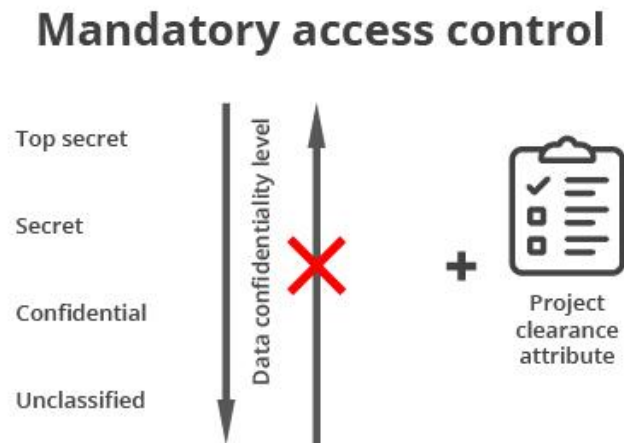 Mandatory access control
Top secret
Secret
Confidential
Unclassified
Data confidentiality level
+
Project
clearance
attribute